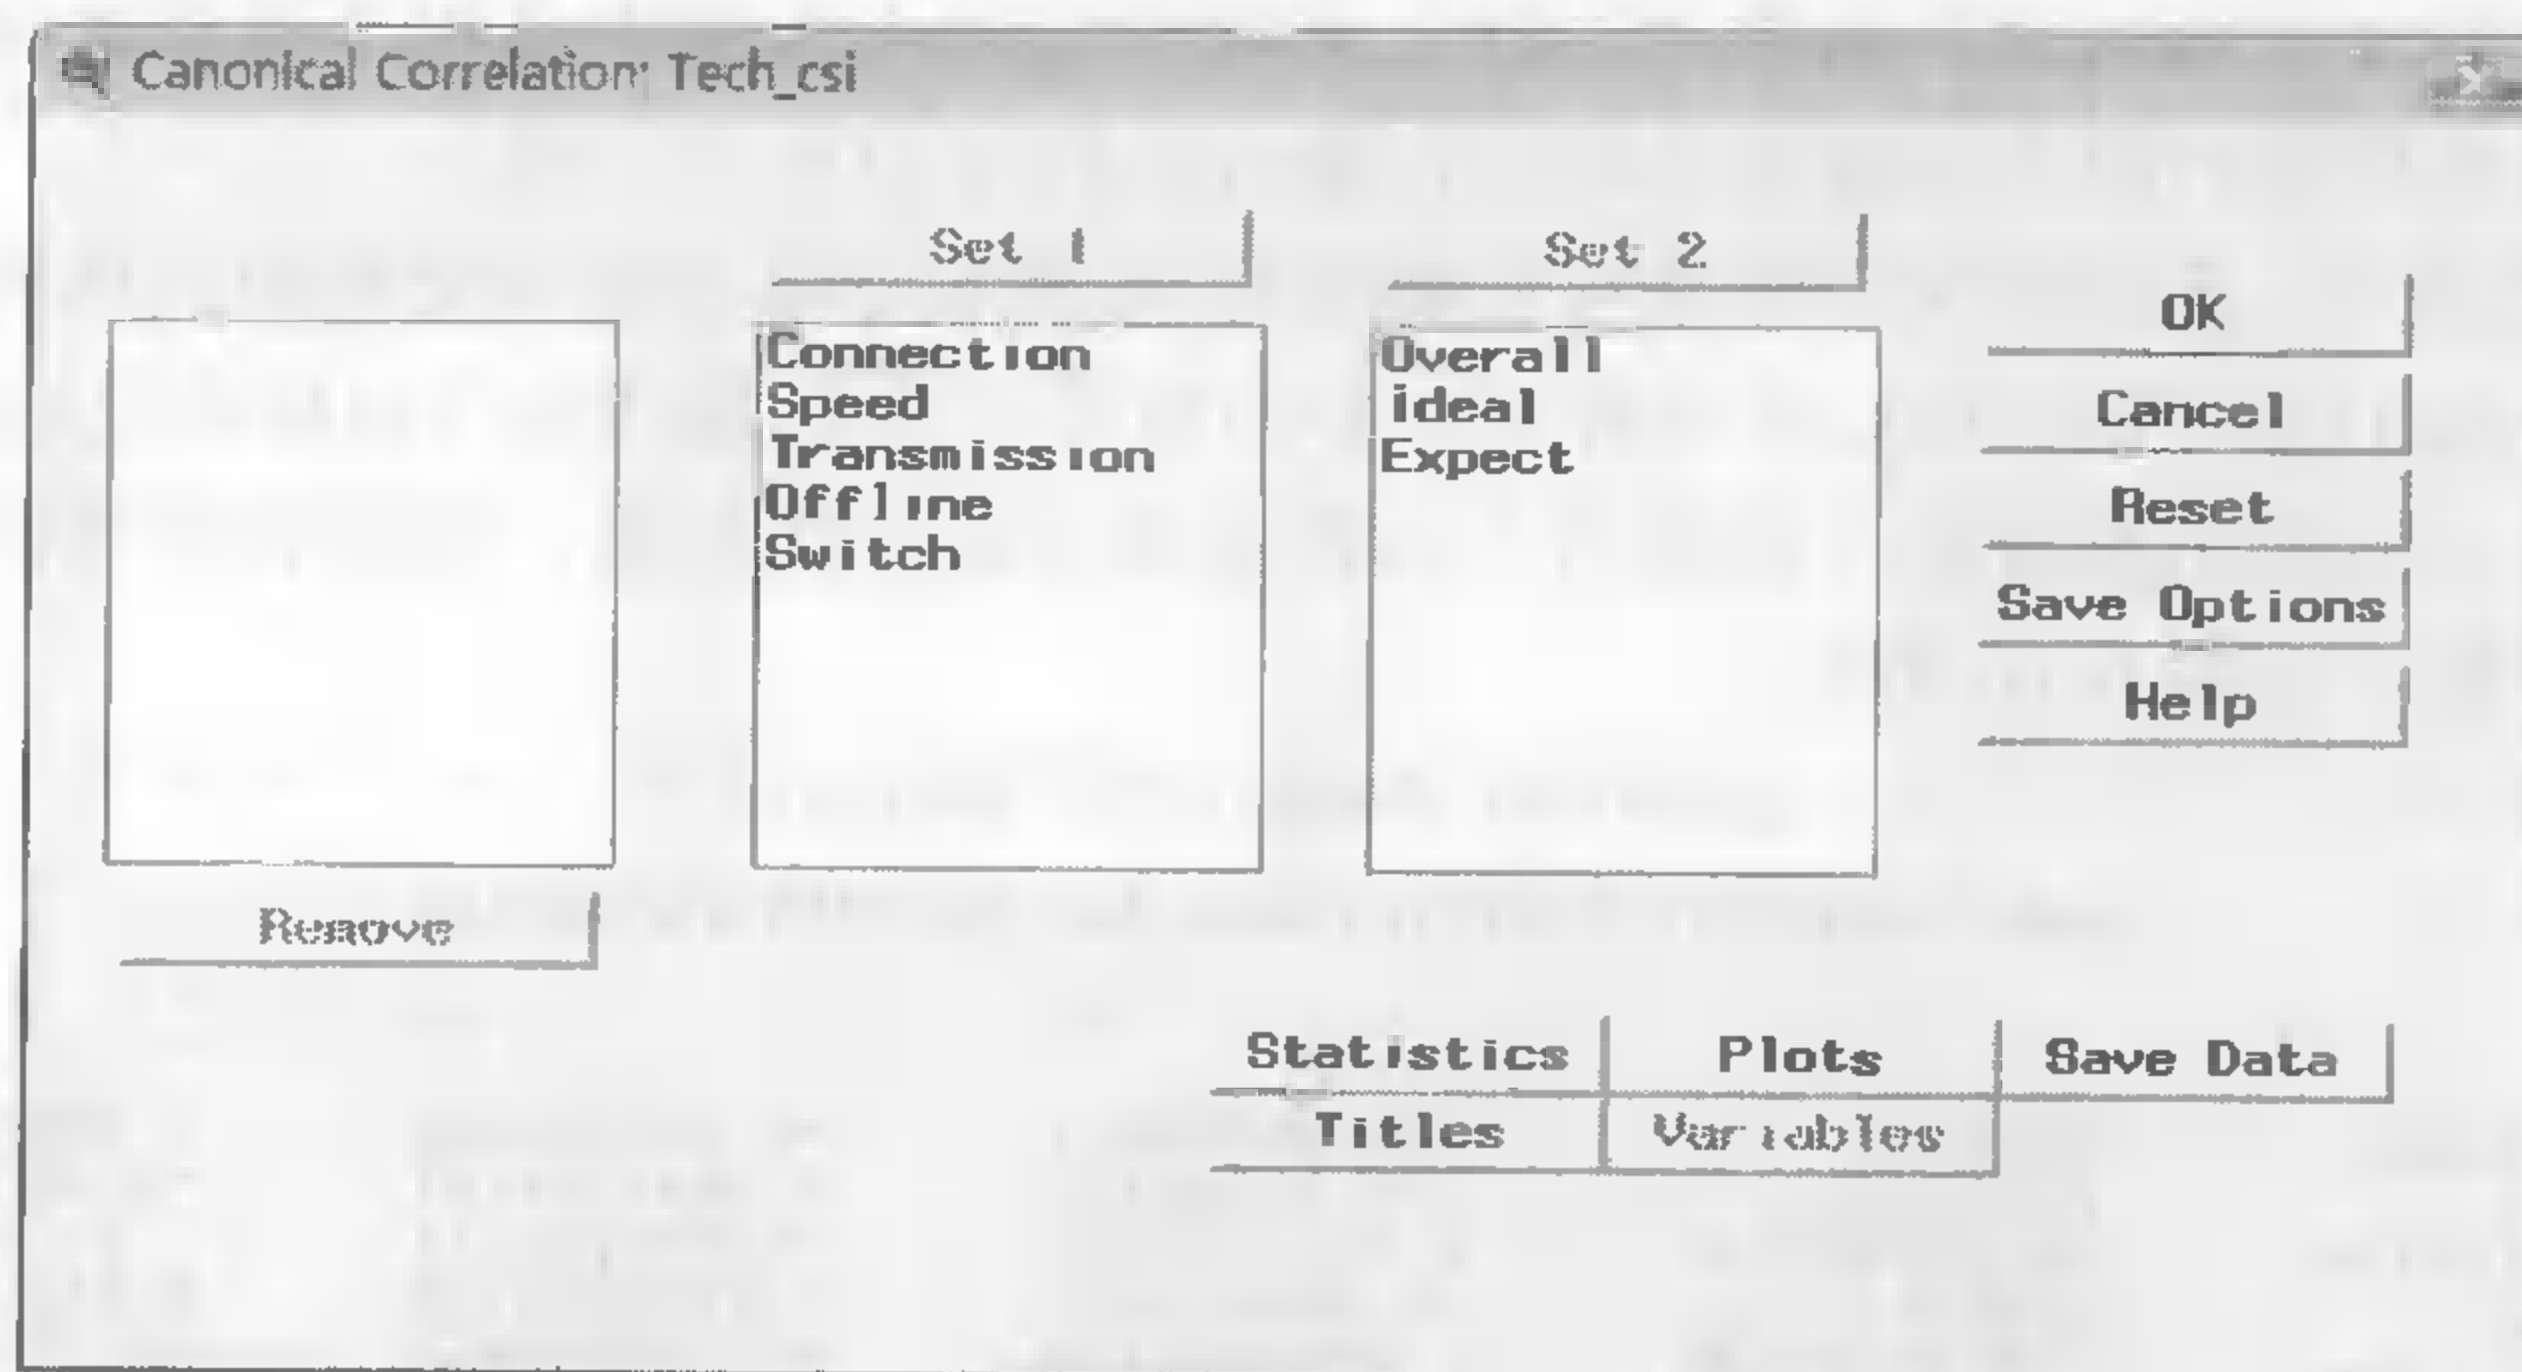 Canonical Correlation: Tech_csi
Set 1
Set 2
Connection
Speed
Transmission
Offline
Switch
Overall
ideal
Expect
OK
Cancel
Reset
Save Options
Help
Remove
Statistics
Plots
Save Data
Titles
Variables